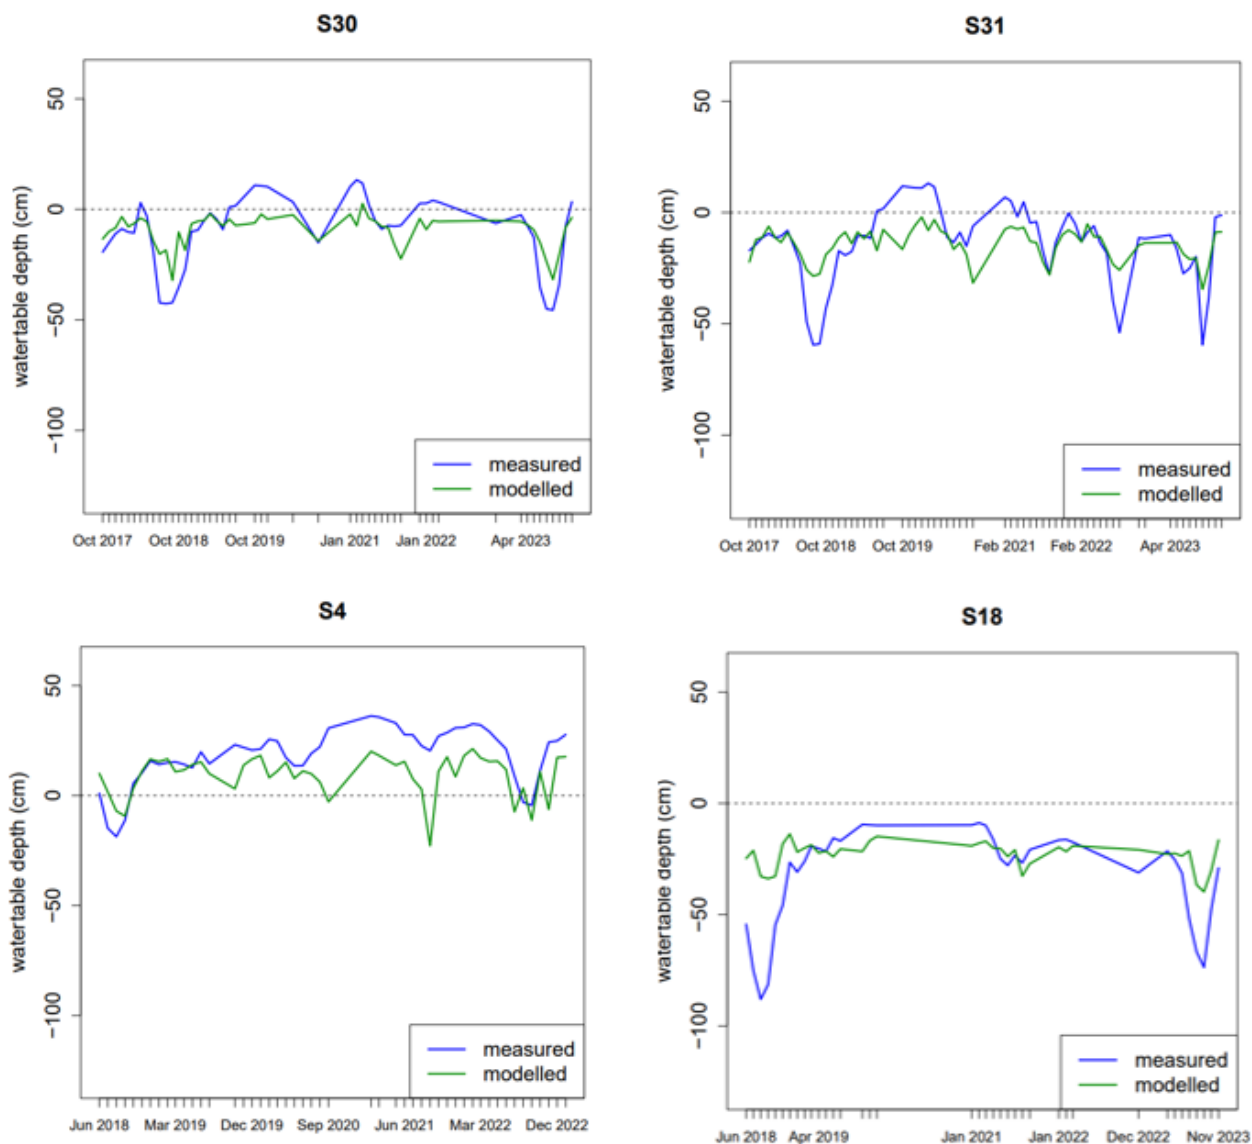 S30
watertable depth (cm)
50
0
−50
−100
measured
modelled
Oct 2017 Oct 2018 Oct 2019 Jan 2021 Jan 2022 Apr 2023
S31
watertable depth (cm)
50
0
−50
−100
measured
modelled
Oct 2017 Oct 2018 Oct 2019 Feb 2021 Feb 2022 Apr 2023
S4
watertable depth (cm)
50
0
−50
−100
measured
modelled
Jun 2018 Mar 2019 Dec 2019 Sep 2020 Jun 2021 Mar 2022 Dec 2022
S18
watertable depth (cm)
50
0
−50
−100
measured
modelled
Jun 2018 Apr 2019 Jan 2021 Jan 2022 Dec 2022 Nov 2023